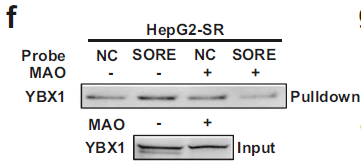 f
HepG2-SR
Probe NC SORE NC SORE
MAO - - + +
YBX1 Pulldown
MAO - +
YBX1 Input